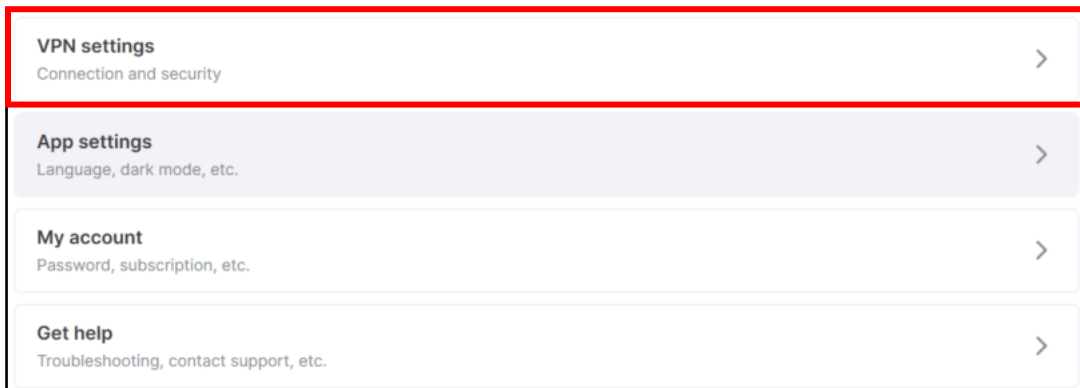 VPN settings
Connection and security
App settings
Language, dark mode, etc.
My account
Password, subscription, etc.
Get help
Troubleshooting, contact support, etc.